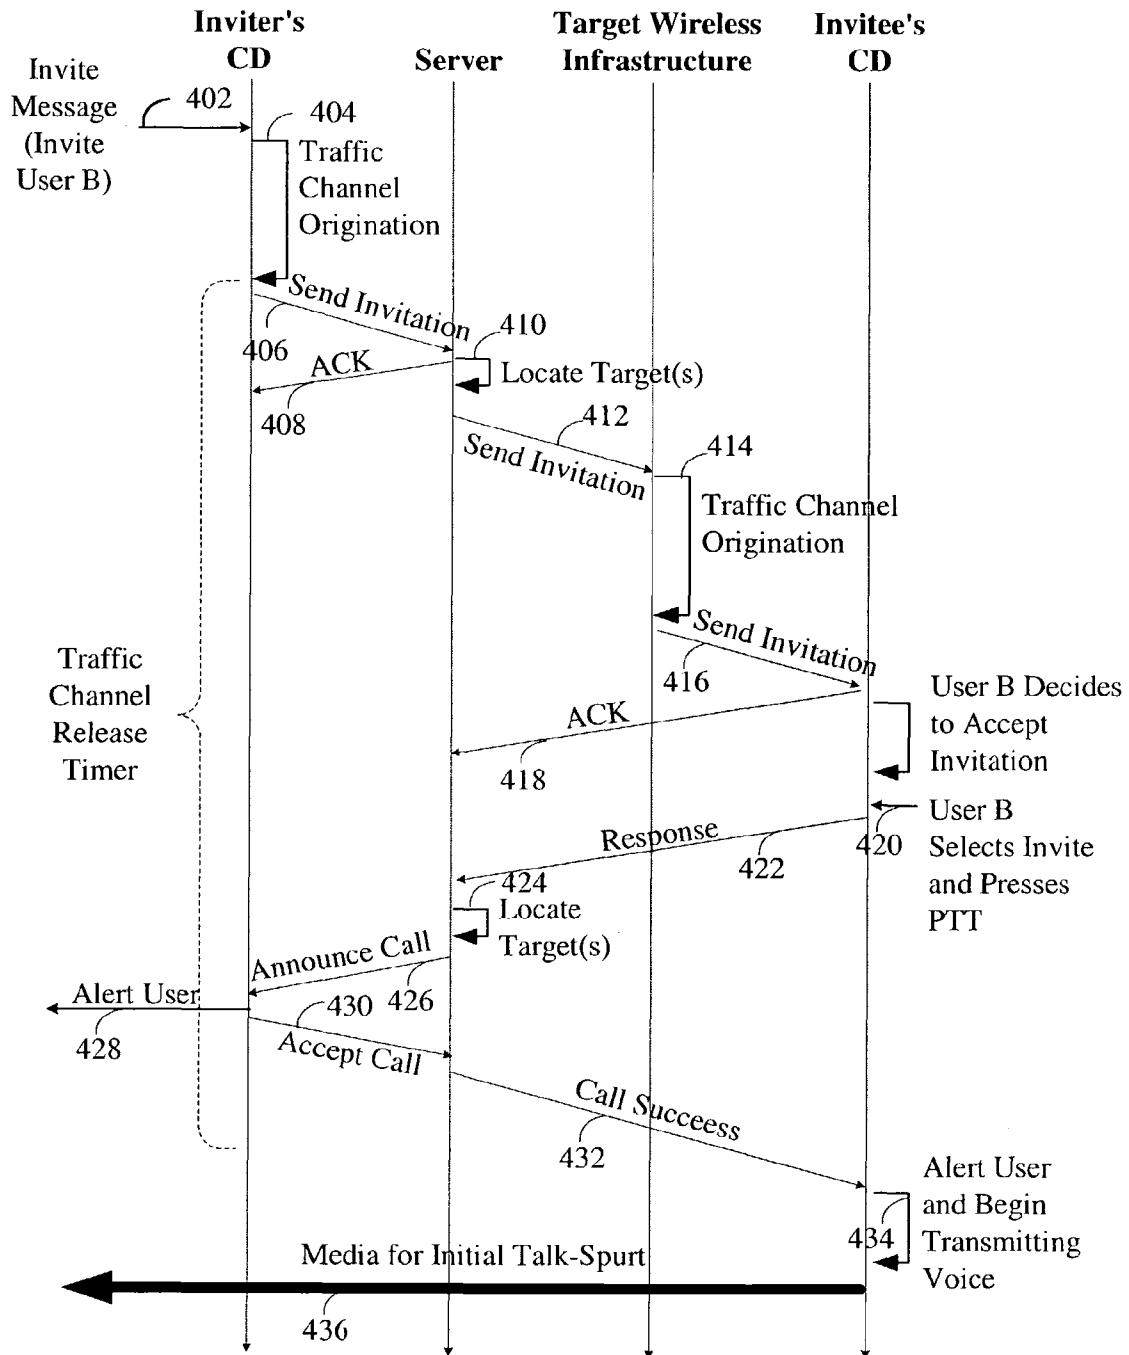 Inviter's
CD
Server
Target Wireless
Infrastructure
Invitee's
CD
Invite
Message
(Invite
User B)
402
404
Traffic
Channel
Origination
Send Invitation
406
410
ACK
Locate Target(s)
408
412
Send Invitation
414
Traffic Channel
Origination
Send Invitation
416
Traffic
Channel
Release
Timer
User B Decides
to Accept
Invitation
ACK
418
User B
Selects Invite
and Presses
PTT
420
Response
422
424
Locate
Target(s)
Announce Call
426
Alert User
428
430
Accept Call
Call Succeess
432
Alert User
and Begin
Transmitting
Voice
434
Media for Initial Talk-Spurt
436